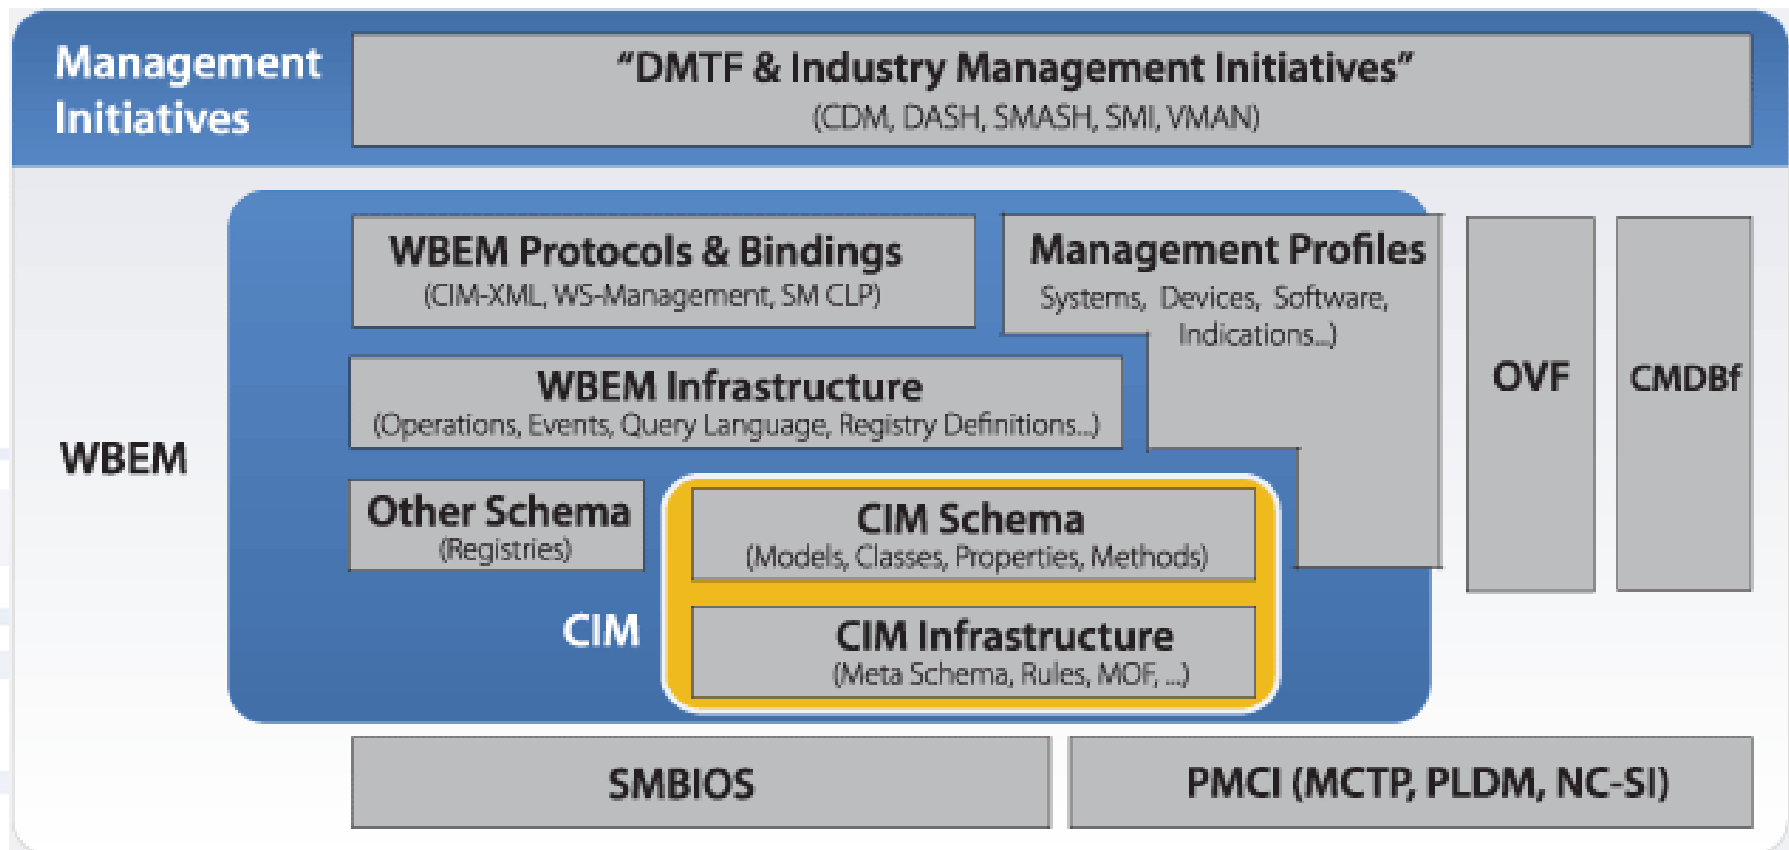 Management
Initiatives
“DMTF & Industry Management Initiatives”
(CDM, DASH, SMASH, SMI, VMAN)
WBEM
WBEM Protocols & Bindings
(CIM-XML, WS-Management, SM CLP)
Management Profiles
Systems, Devices, Software,
Indications...)
WBEM Infrastructure
(Operations, Events, Query Language, Registry Definitions...)
Other Schema
(Registries)
CIM
CIM Schema
(Models, Classes, Properties, Methods)
CIM Infrastructure
(Meta Schema, Rules, MOF, ...)
OVF
CMDBf
SMBIOS
PMCI (MCTP, PLDM, NC-SI)